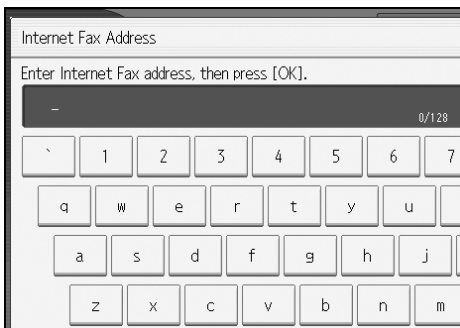 Internet Fax Address
Enter Internet Fax address, then press [OK].
_
0/128
` 1 2 3 4 5 6 7
q w e r t y u
a s d f g h j
z x c v b n m